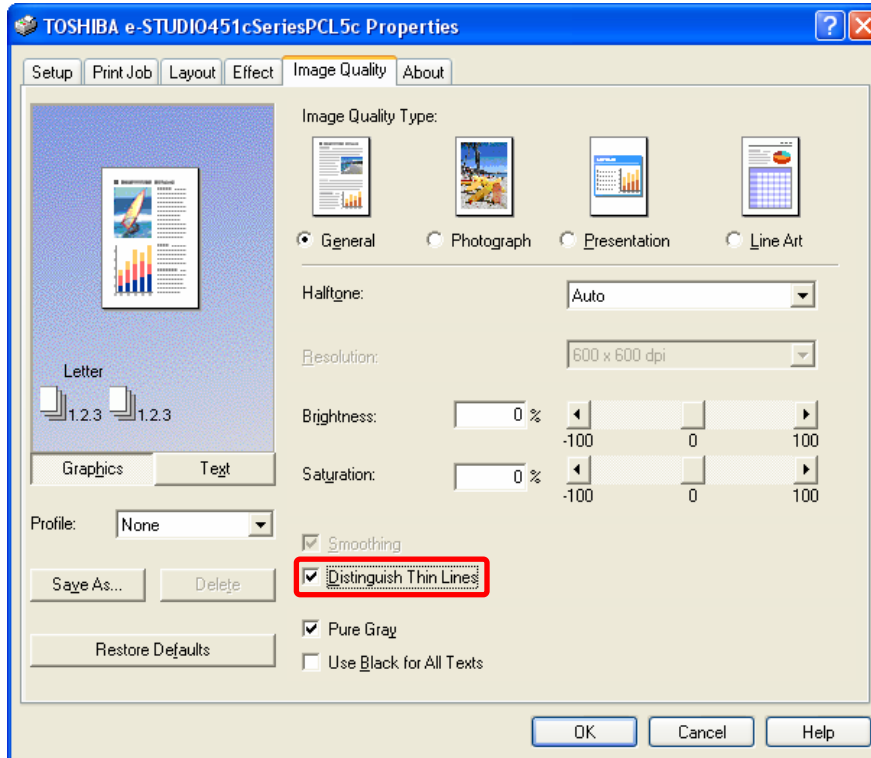 TOSHIBA e-STUDIO451cSeriesPCL5c Properties
Setup Print Job Layout Effect Image Quality About
Image Quality Type:
General Photograph Presentation Line Art
Halftone: Auto
Resolution: 600 x 600 dpi
Letter
1.2.3 1.2.3
Brightness: 0 %
-100 0 100
Graphics Text
Saturation: 0 %
-100 0 100
Profile: None
Smoothing
Save As... Delete
Distinguish Thin Lines
Restore Defaults
Pure Gray
Use Black for All Texts
OK Cancel Help